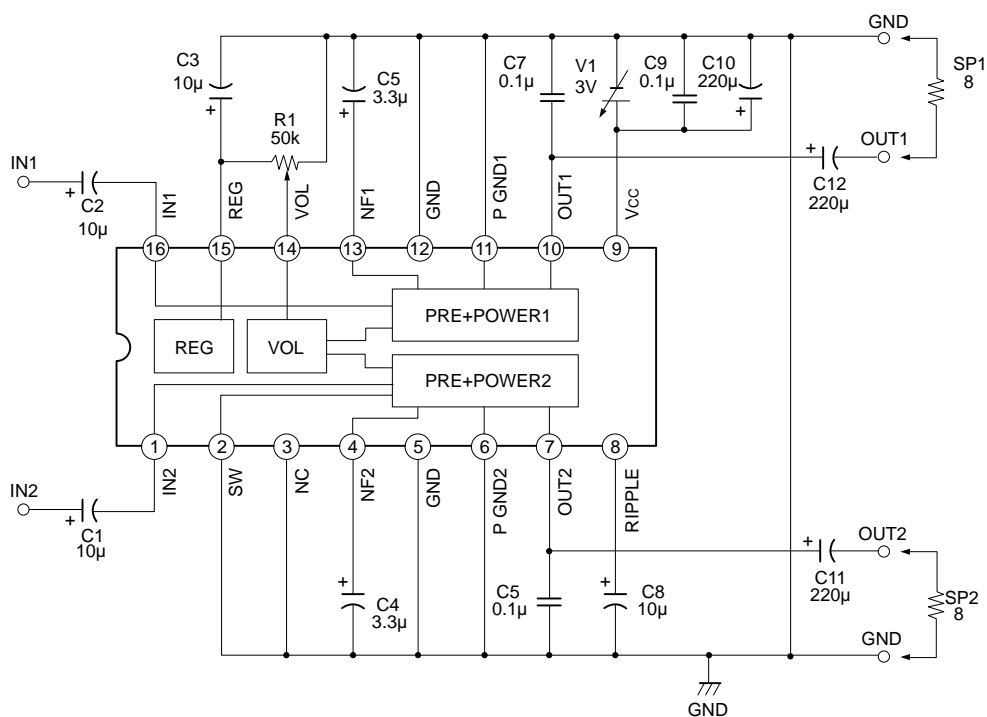 GND
C3
10µ
C5
3.3µ
C7
0.1µ
V1
3V
C9
0.1µ
C10
220µ
SP1
8
R1
50k
IN1
+
C2
10µ
+
+
+
+
C12
220µ
OUT1
IN1
REG
VOL
NF1
GND
P GND1
OUT1
VCC
16
15
14
13
12
11
10
9
PRE+POWER1
REG
VOL
PRE+POWER2
1
2
3
4
5
6
7
8
IN2
SW
NC
NF2
GND
P GND2
OUT2
RIPPLE
IN2
+
C1
10µ
+
C4
3.3µ
C5
0.1µ
+
C8
10µ
+
C11
220µ
OUT2
SP2
8
GND
GND